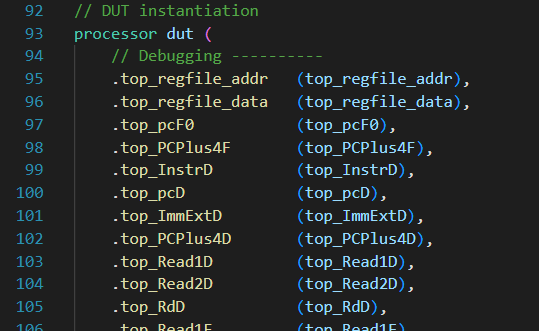 92 // DUT instantiation
93 processor dut (
94 // Debugging ----------
95 .top_regfile_addr (top_regfile_addr),
96 .top_regfile_data (top_regfile_data),
97 .top_pcF0 (top_pcF0),
98 .top_PCPlus4F (top_PCPlus4F),
99 .top_InstrD (top_InstrD),
100 .top_pcD (top_pcD),
101 .top_ImmExtD (top_ImmExtD),
102 .top_PCPlus4D (top_PCPlus4D),
103 .top_Read1D (top_Read1D),
104 .top_Read2D (top_Read2D),
105 .top_RdD (top_RdD),
106